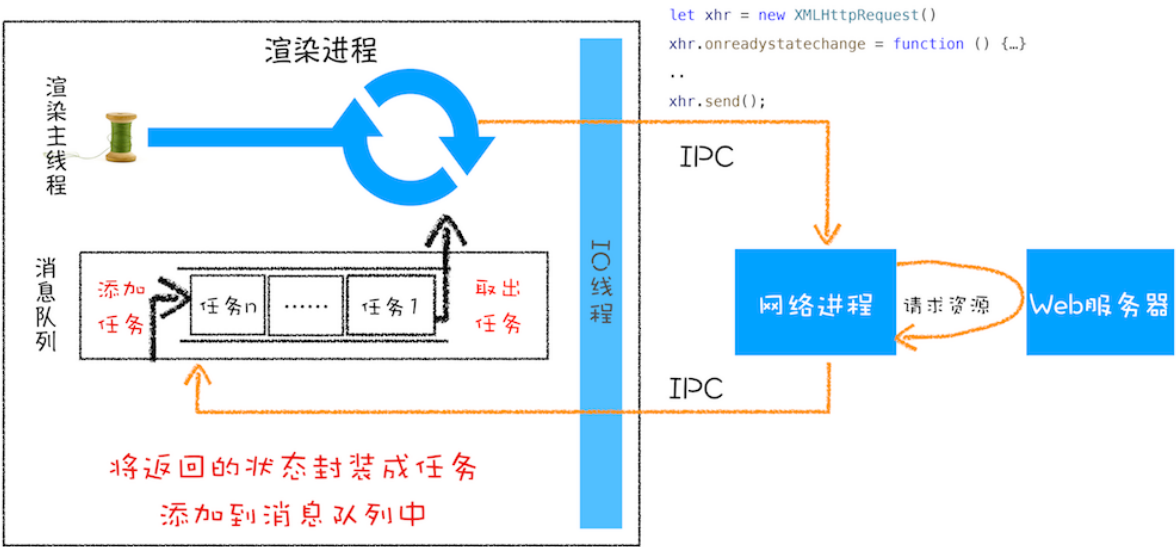 let xhr = new XMLHttpRequest()
xhr.onreadystatechange = function () {…}
..
xhr.send();
渲染进程
渲染主线程
IPC
IO线程
消息队列
添加
任务
任务n
……
任务1
取出
任务
网络进程
请求资源
Web服务器
IPC
将返回的状态封装成任务
添加到消息队列中